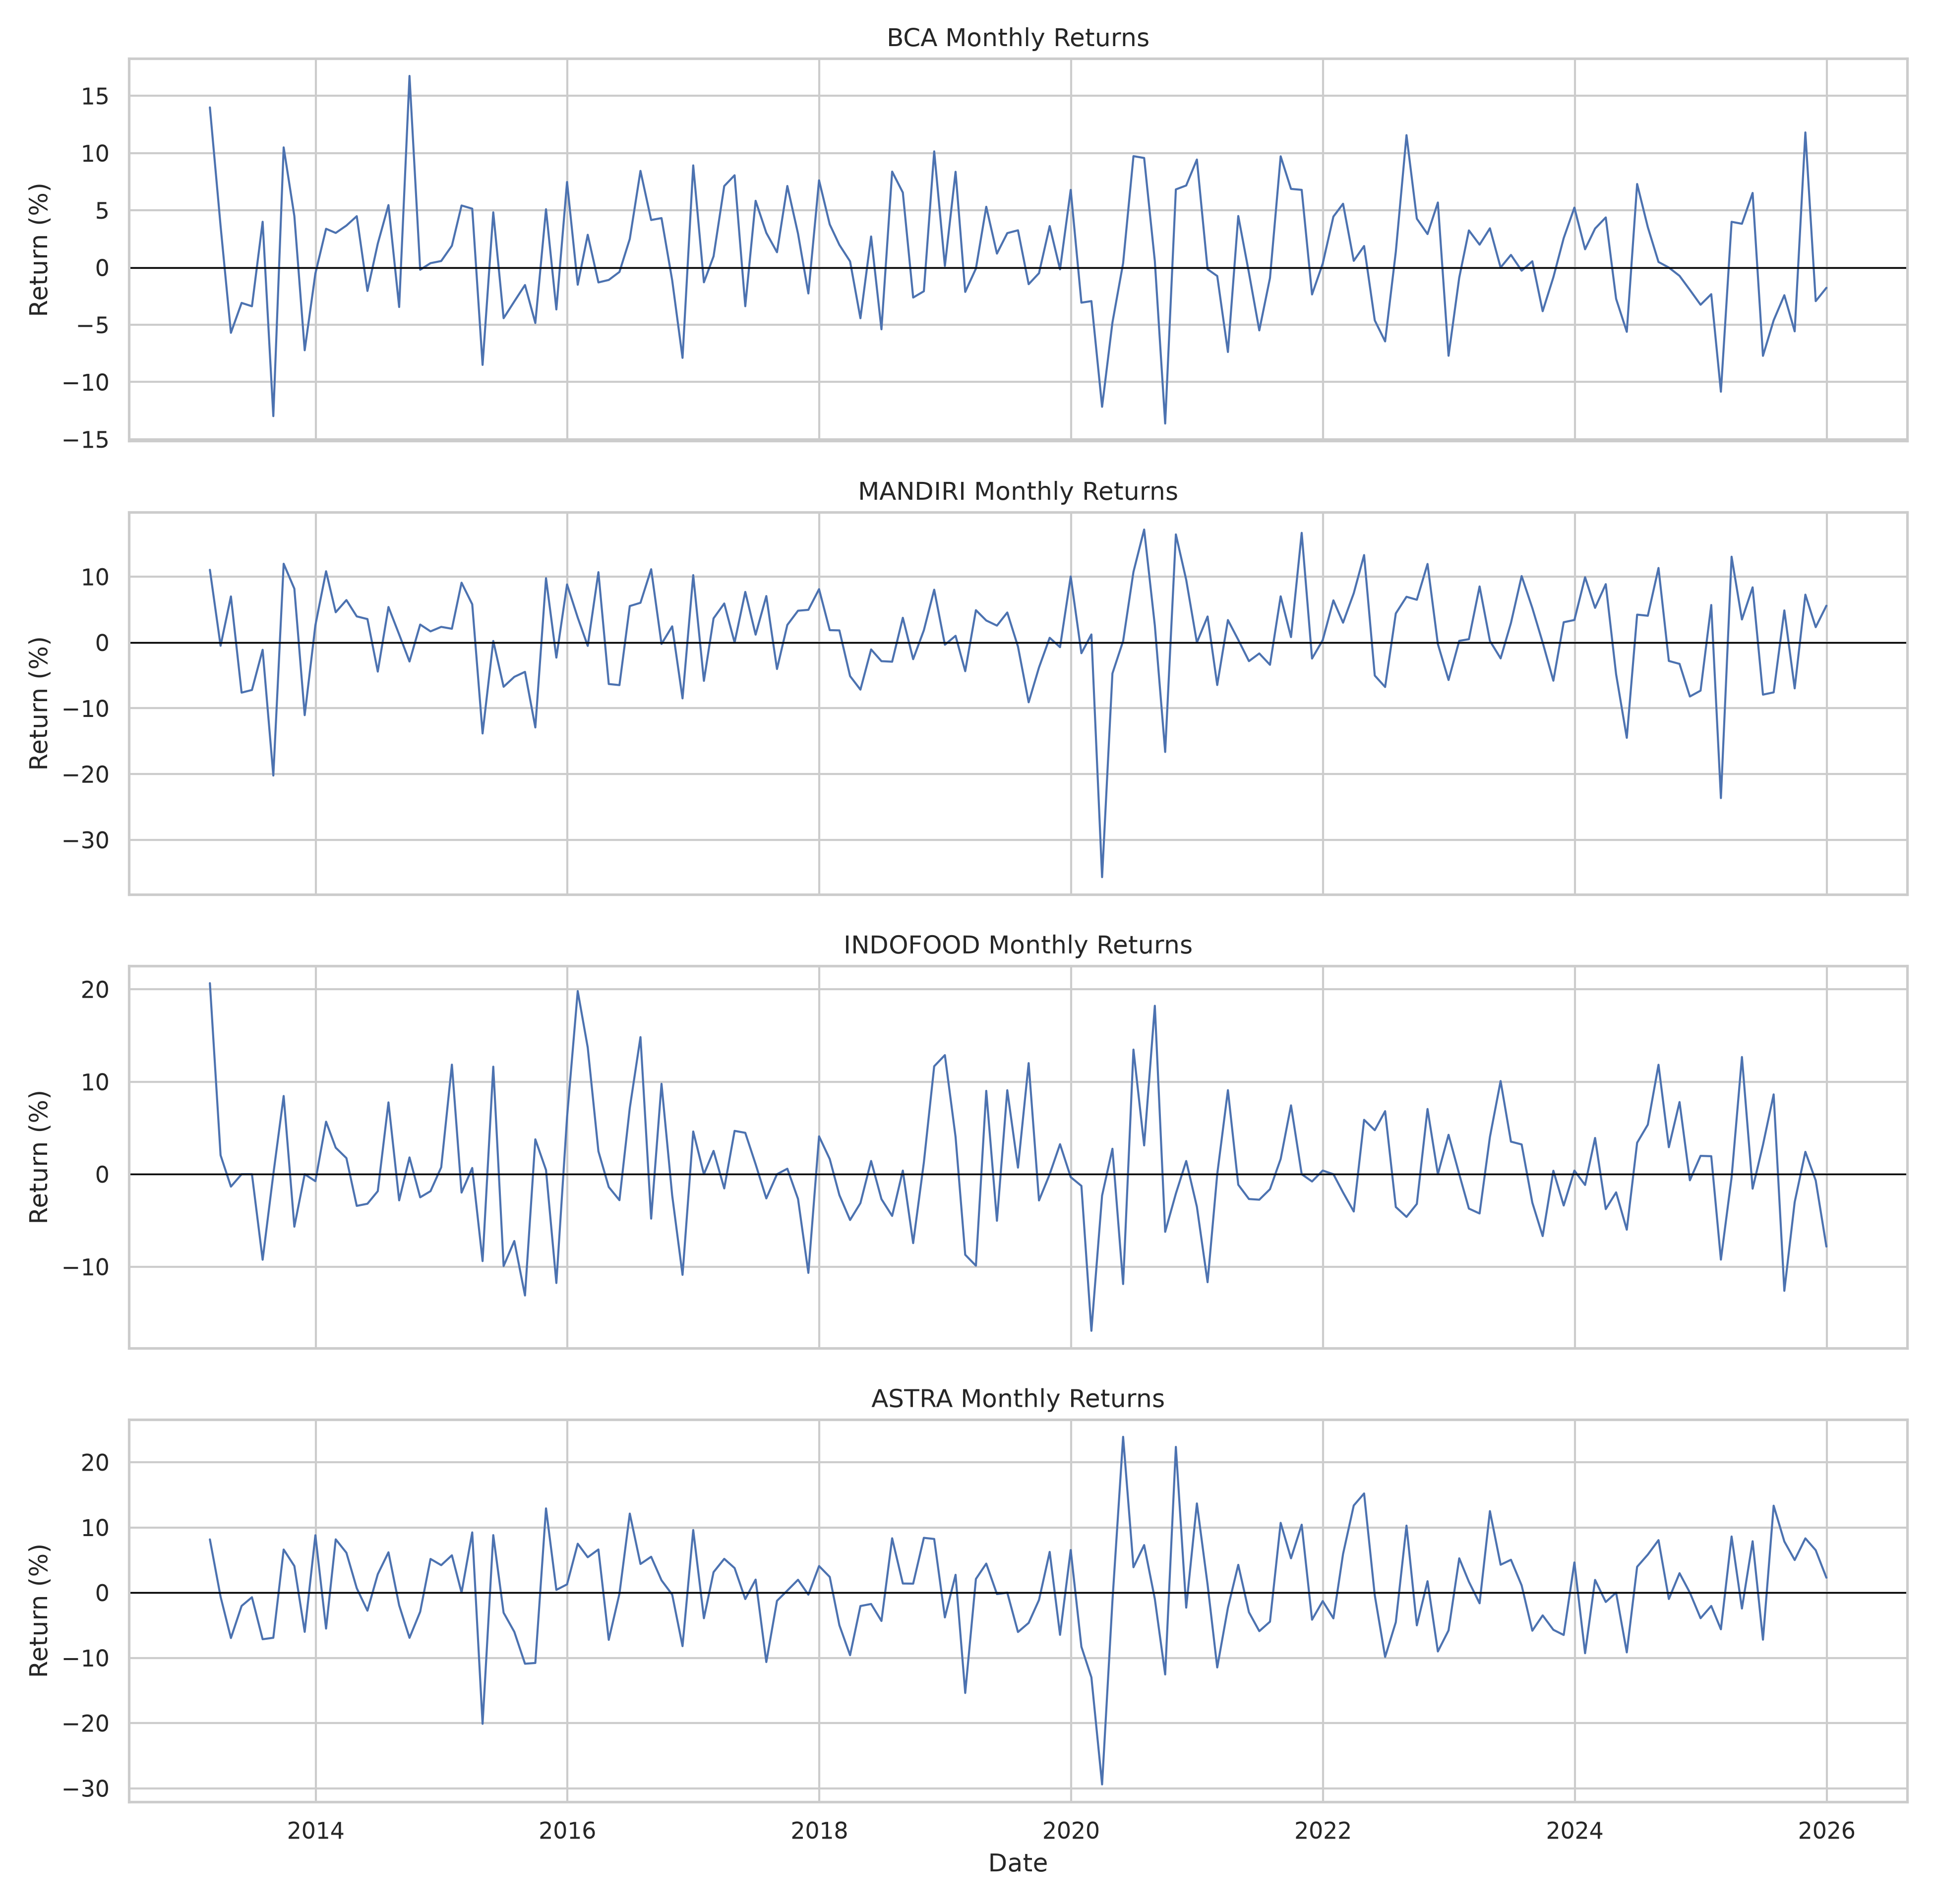 BCA Monthly Returns
Return (%)
15
10
5
0
−5
−10
−15
MANDIRI Monthly Returns
Return (%)
10
0
−10
−20
−30
INDOFOOD Monthly Returns
Return (%)
20
10
0
−10
ASTRA Monthly Returns
Return (%)
20
10
0
−10
−20
−30
2014 2016 2018 2020 2022 2024 2026
Date